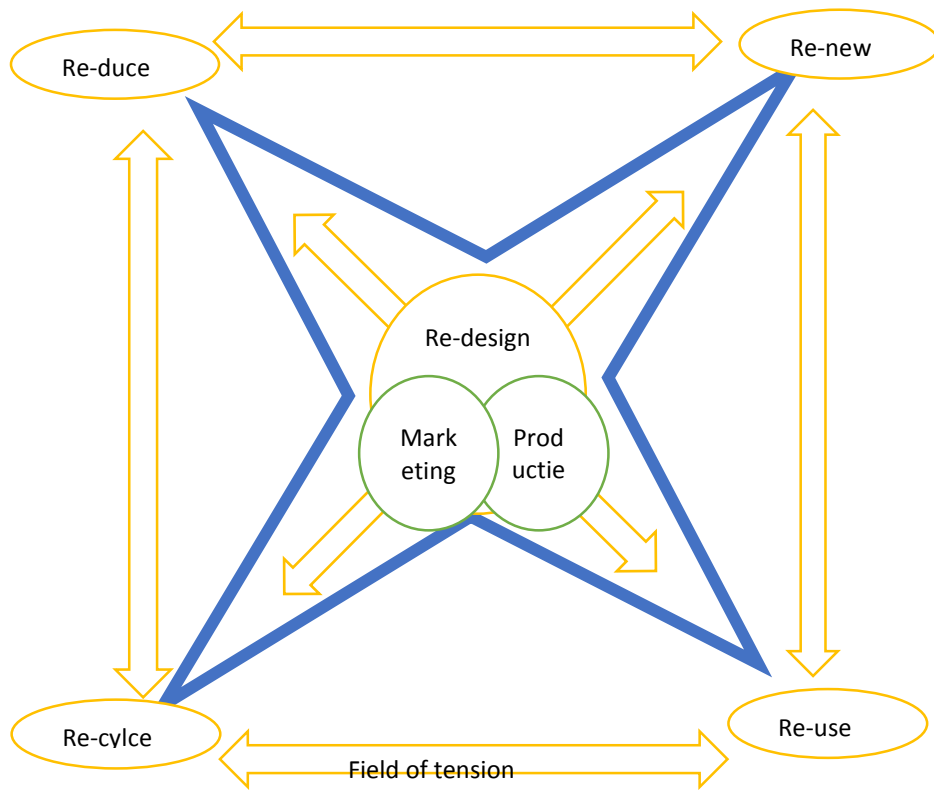 Re-duce
Re-new
Re-design
Mark
eting
Prod
uctie
Re-cylce
Re-use
Field of tension